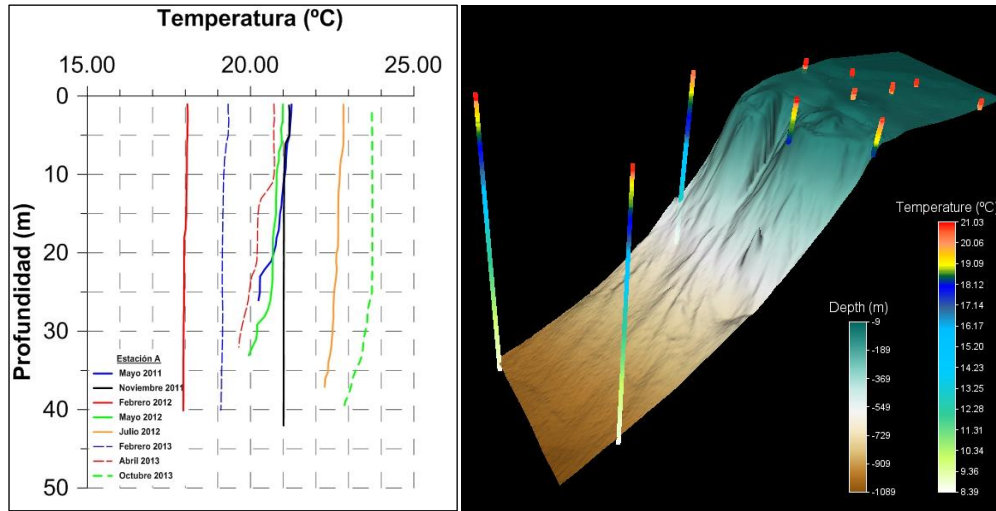 Temperatura (ºC)
15.00 20.00 25.00
0
10
20
30
40
50
Profundidad (m)
Estación A
Mayo 2011
Noviembre 2011
Febrero 2012
Mayo 2012
Julio 2012
Febrero 2013
Abril 2013
Octubre 2013
Depth (m)
-9
-189
-369
-549
-729
-909
-1089
Temperature (ºC)
21.03
20.06
19.09
18.12
17.14
16.17
15.20
14.23
13.25
12.28
11.31
10.34
9.36
8.39